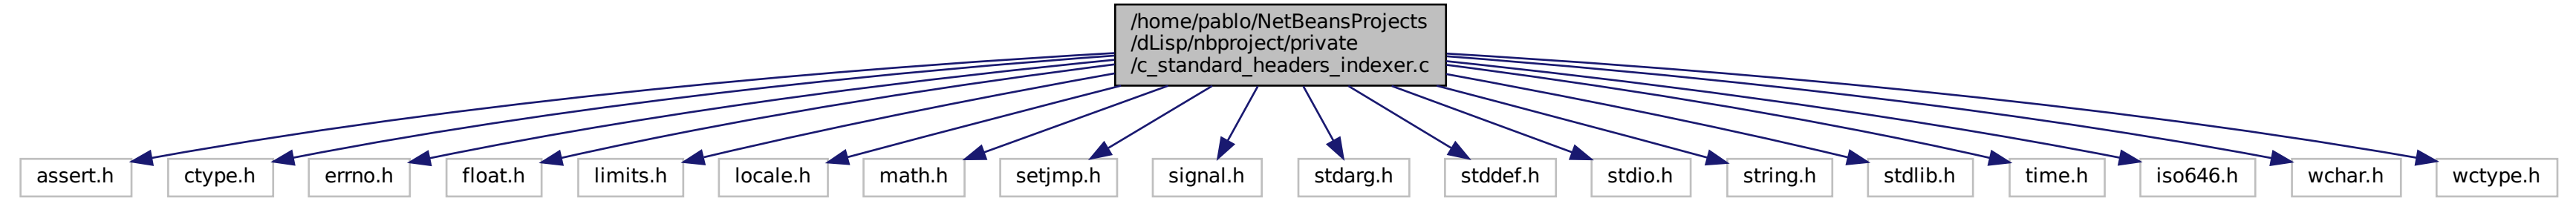 /home/pablo/NetBeansProjects
/dLisp/nbproject/private
/c_standard_headers_indexer.c
assert.h
ctype.h
errno.h
float.h
limits.h
locale.h
math.h
setjmp.h
signal.h
stdarg.h
stddef.h
stdio.h
string.h
stdlib.h
time.h
iso646.h
wchar.h
wctype.h